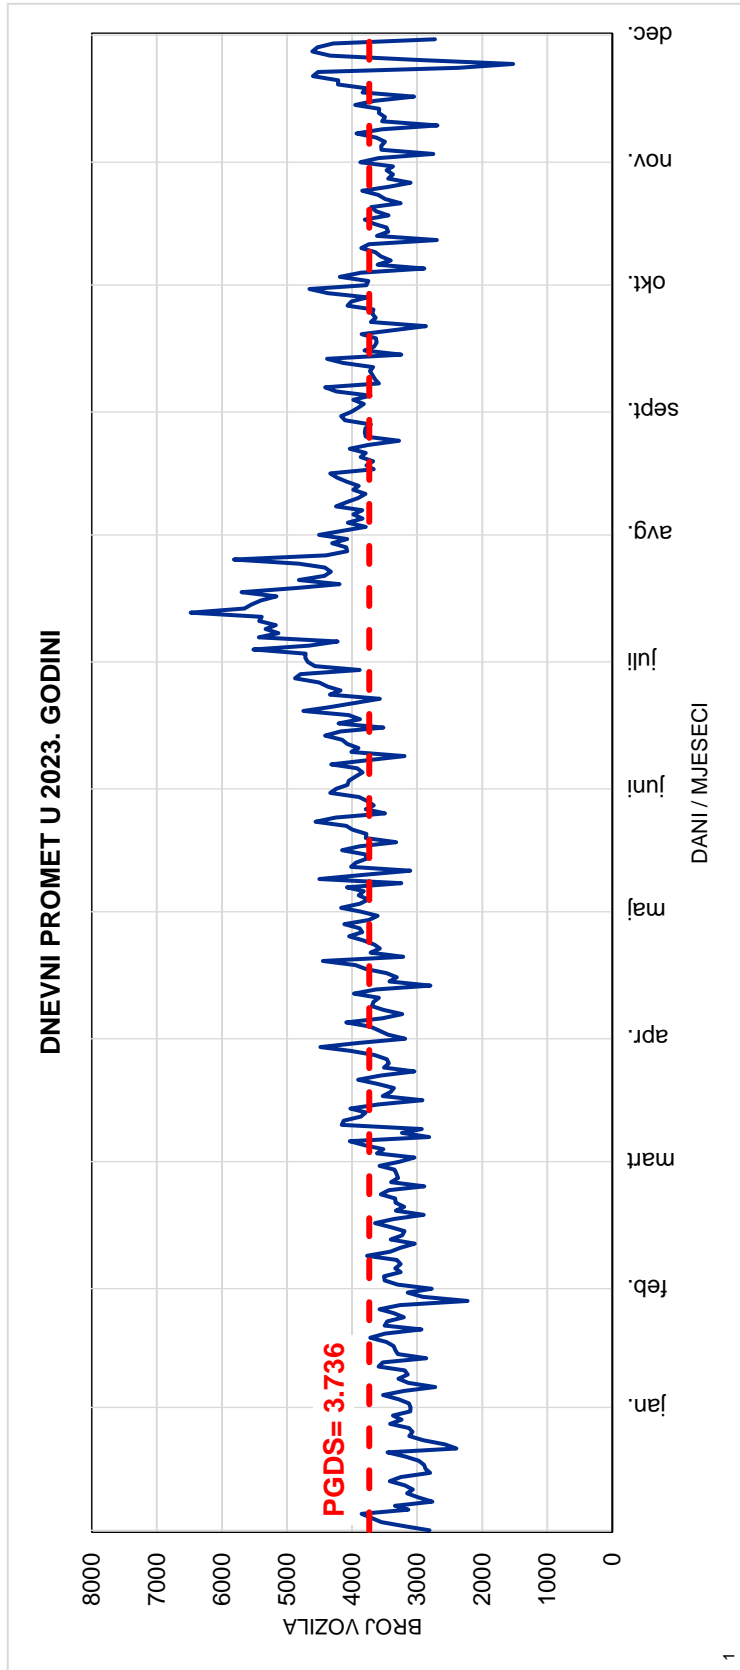 DNEVNI PROMET U 2023. GODINI
BROJ VOZILA
8000
7000
6000
5000
4000
3000
2000
1000
0
PGDS= 3.736
jan.
feb.
mart
apr.
maj
juni
juli
avg.
sept.
okt.
nov.
dec.
DANI / MJESECI
1